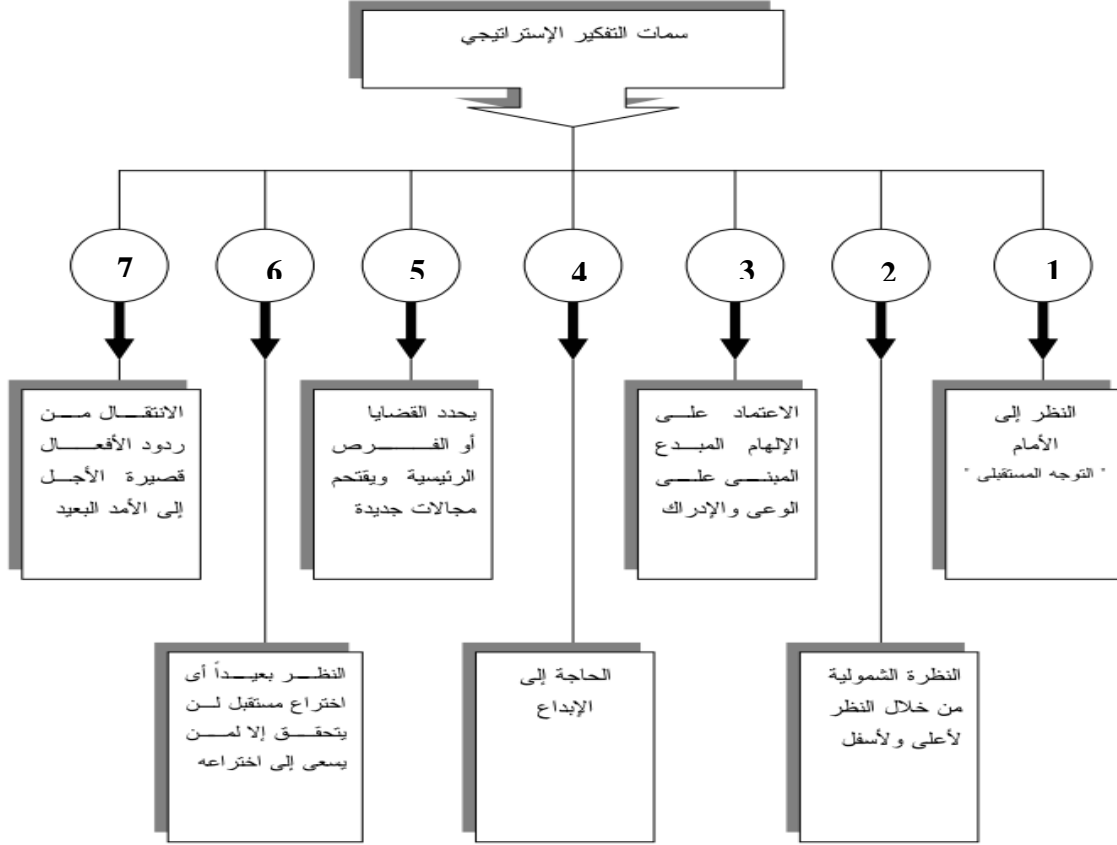 سمات التفكير الإستراتيجي
1
2
3
4
5
6
7
النظر إلى
الأمام
" التوجه المستقبلى "
الاعتماد على
الإلهام المبدع
المبنى على
الوعى والإدراك
يحدد القضايا
أو الفرص
الرئيسية ويقتحم
مجالات جديدة
الانتقال من
ردود الأفعال
قصيرة الأجل
إلى الأمد البعيد
النظرة الشمولية
من خلال النظر
لأعلى ولأسفل
الحاجة إلى
الإبداع
النظر بعيداً أى
اختراع مستقبل لن
يتحقق إلا لمن
يسعى إلى اختراعه